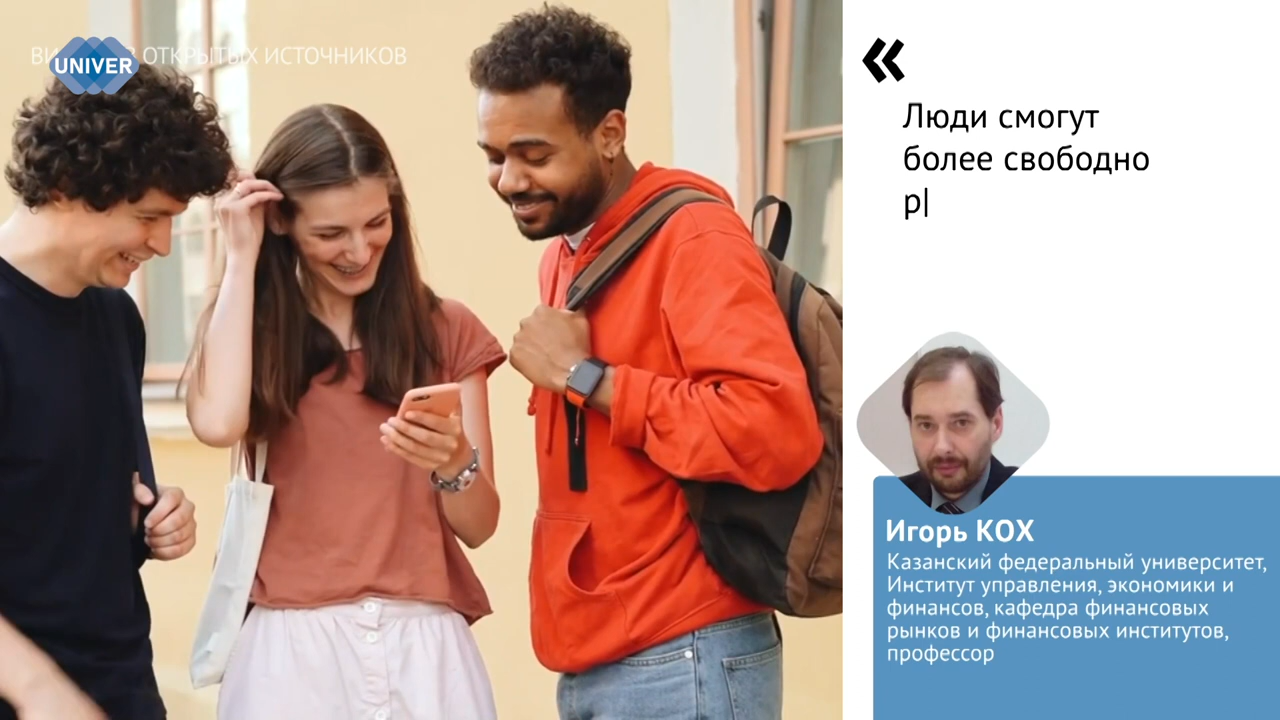 ОТКРЫТЫХ ИСТОЧНИКОВ
UNIVER
«
Люди смогут
более свободно
р|
Игорь КОХ
Казанский федеральный университет,
Институт управления, экономики и
финансов, кафедра финансовых
рынков и финансовых институтов,
профессор